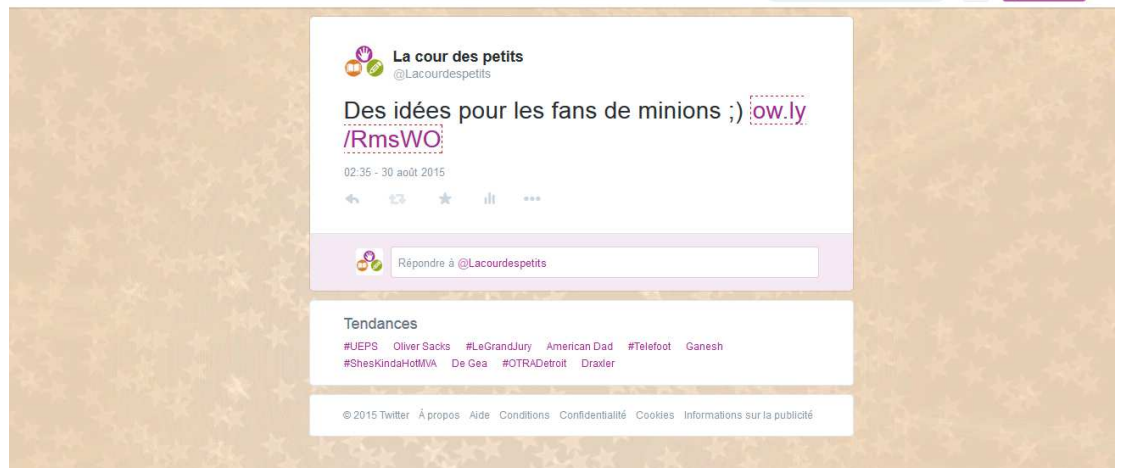 La cour des petits
@Lacourdespetits
Des idées pour les fans de minions ;) ow.ly
/RmsWO
02:35 - 30 août 2015
Répondre à @Lacourdespetits
Tendances
#UEPS Oliver Sacks #LeGrandJury American Dad #Telefoot Ganesh
#ShesKindaHotMVA De Gea #OTRADetroit Draxler
© 2015 Twitter À propos Aide Conditions Confidentialité Cookies Informations sur la publicité